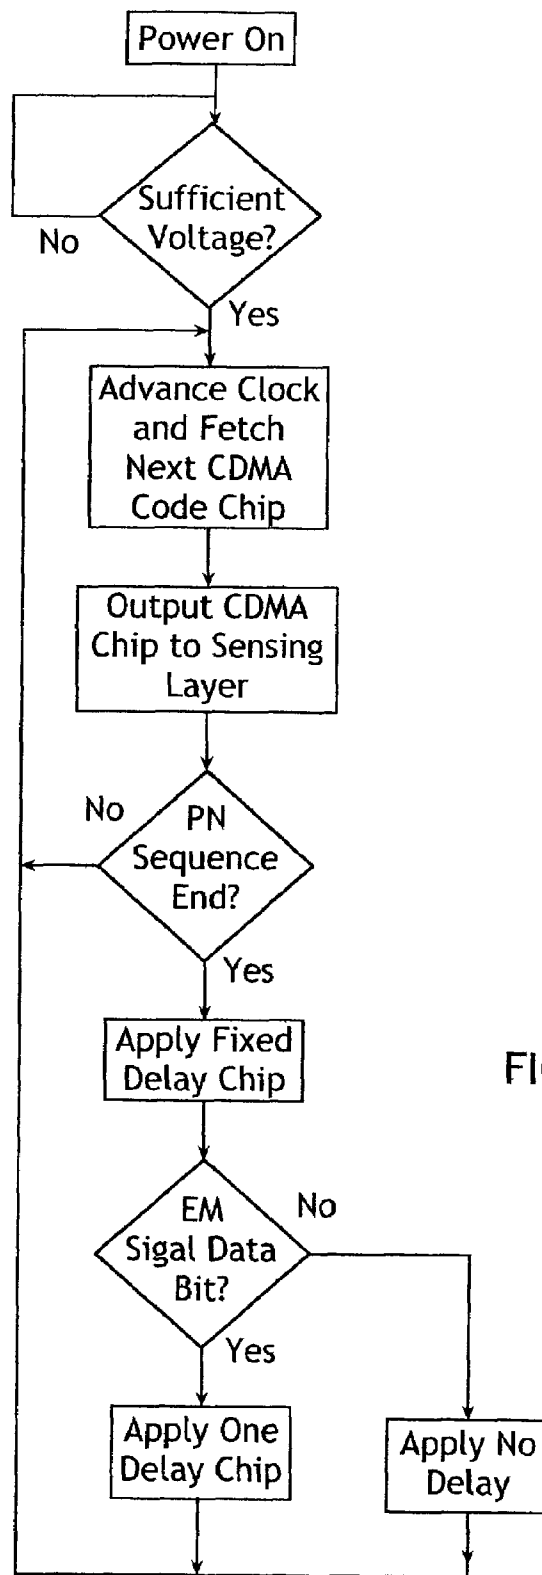 Power On
Sufficient
Voltage?
No
Yes
Advance Clock
and Fetch
Next CDMA
Code Chip
Output CDMA
Chip to Sensing
Layer
No
PN
Sequence
End?
Yes
Apply Fixed
Delay Chip
FI
EM
Sigal Data
Bit?
No
Yes
Apply One
Delay Chip
Apply No
Delay